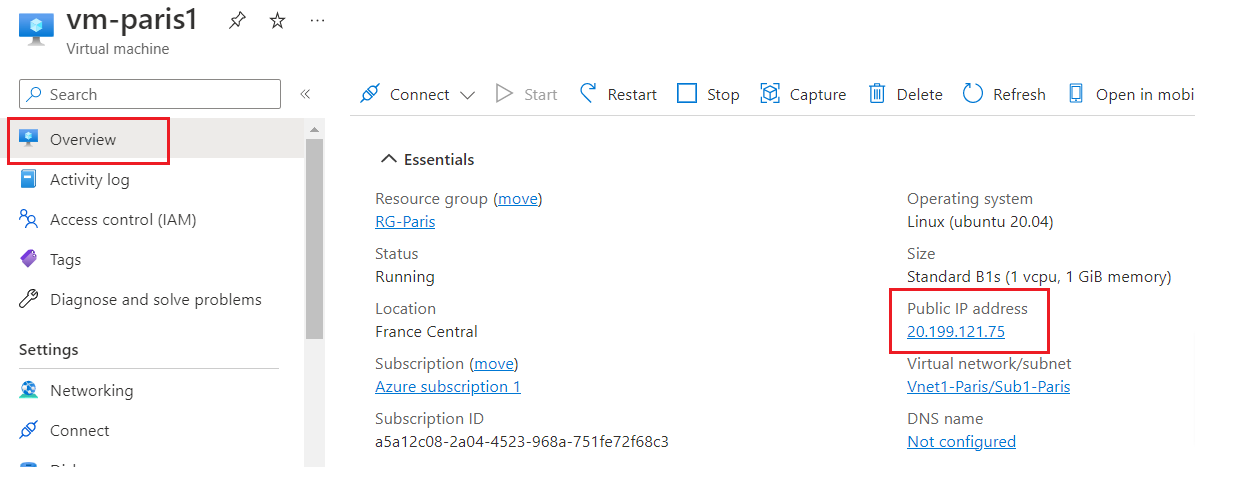 vm-paris1
Virtual machine
Search
Connect
Start
Restart
Stop
Capture
Delete
Refresh
Open in mobi
Overview
Activity log
Access control (IAM)
Tags
Diagnose and solve problems
Settings
Networking
Connect
Essentials
Resource group (move)
RG-Paris
Status
Running
Location
France Central
Subscription (move)
Azure subscription 1
Subscription ID
a5a12c08-2a04-4523-968a-751fe72f68c3
Operating system
Linux (ubuntu 20.04)
Size
Standard B1s (1 vcpu, 1 GiB memory)
Public IP address
20.199.121.75
Virtual network/subnet
Vnet1-Paris/Sub1-Paris
DNS name
Not configured